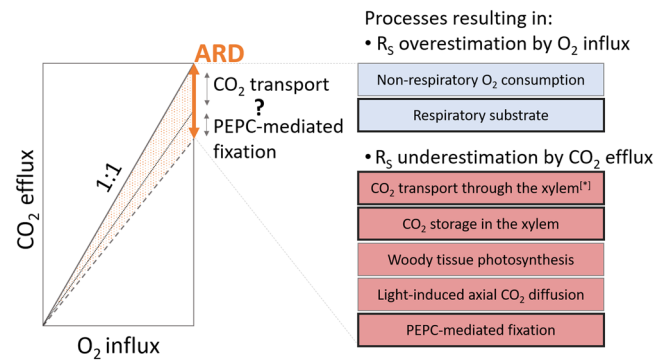 ARD
CO₂ transport
?
PEPC-mediated
fixation
1:1
CO₂ efflux
O₂ influx
Processes resulting in:
• Rₛ overestimation by O₂ influx
Non-respiratory O₂ consumption
Respiratory substrate
• Rₛ underestimation by CO₂ efflux
CO₂ transport through the xylem[*]
CO₂ storage in the xylem
Woody tissue photosynthesis
Light-induced axial CO₂ diffusion
PEPC-mediated fixation